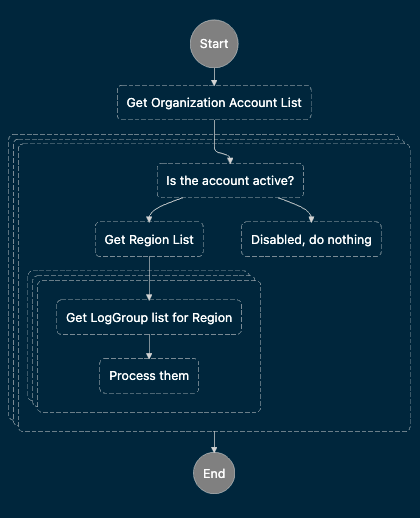 Start
Get Organization Account List
Is the account active?
Get Region List
Disabled, do nothing
Get LogGroup list for Region
Process them
End